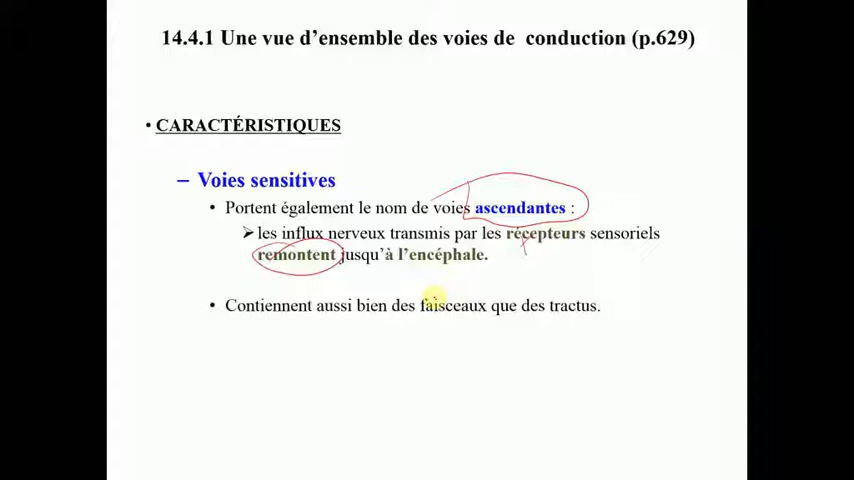 14.4.1 Une vue d’ensemble des voies de conduction (p.629)
• CARACTÉRISTIQUES
– Voies sensitives
• Portent également le nom de voies ascendantes :
➢ les influx nerveux transmis par les récepteurs sensoriels
remontent jusqu’à l’encéphale.
• Contiennent aussi bien des faisceaux que des tractus.